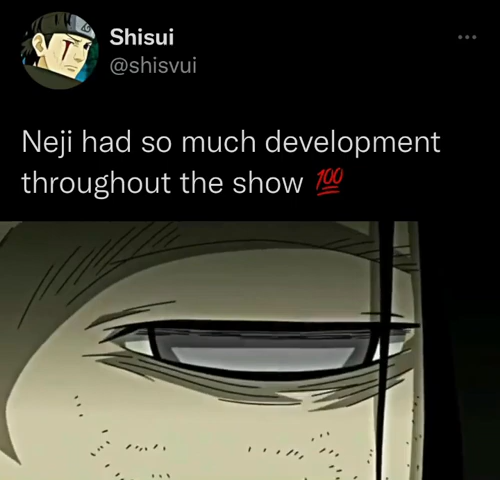 Shisui
@shisvui
Neji had so much development
throughout the show 💯